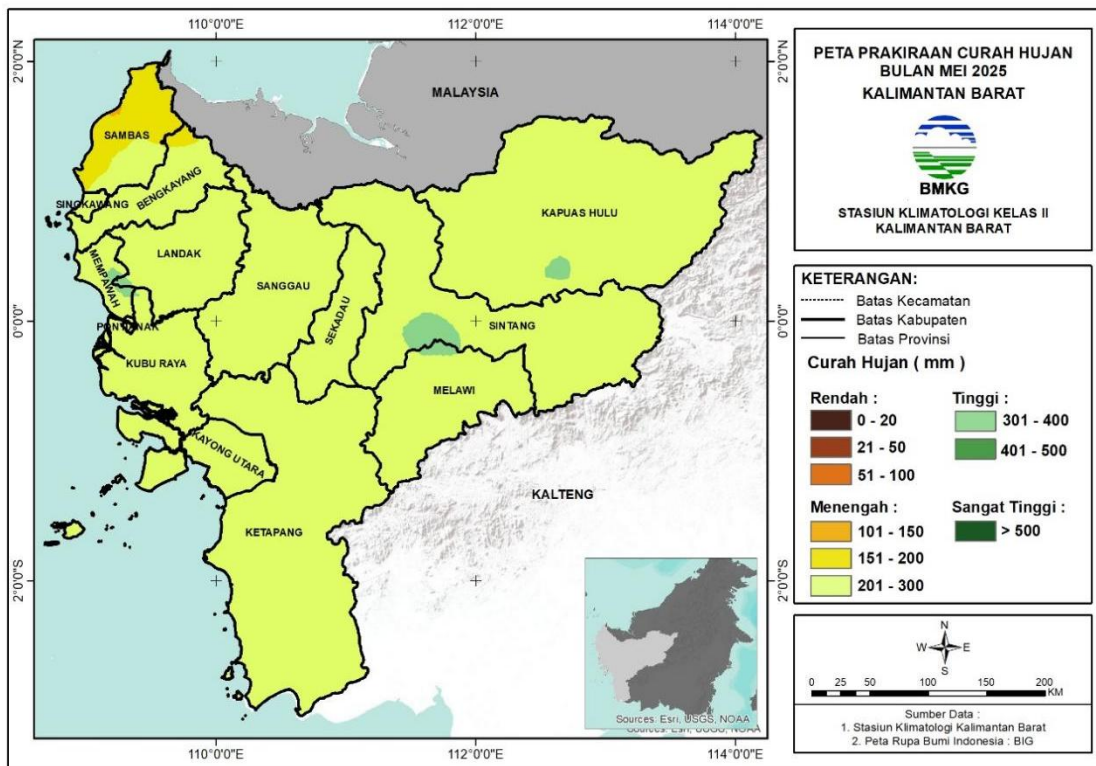 110°0'0"E
112°0'0"E
114°0'0"E
2°0'0"N
2°0'0"N
0°0'0"
0°0'0"
2°0'0"S
2°0'0"S
110°0'0"E
112°0'0"E
114°0'0"E
MALAYSIA
SAMBAS
SINGKAWANG
BENGKAYANG
KAPUAS HULU
LANDAK
MEMPAWAH
SANGGAU
SEKADAU
SINTANG
PONTIANAK
KUBU RAYA
MELAWI
KAYONG UTARA
KALTENG
KETAPANG
Sources: Esri, USGS, NOAA
Sources: Esri, USGS, NOAA
PETA PRAKIRAAN CURAH HUJAN
BULAN MEI 2025
KALIMANTAN BARAT
BMKG
STASIUN KLIMATOLOGI KELAS II
KALIMANTAN BARAT
KETERANGAN:
Batas Kecamatan
Batas Kabupaten
Batas Provinsi
Curah Hujan ( mm )
Rendah :
0 - 20
21 - 50
51 - 100
Menengah :
101 - 150
151 - 200
201 - 300
Tinggi :
301 - 400
401 - 500
Sangat Tinggi :
> 500
N
W E
S
0 25 50 100 150 200
KM
Sumber Data :
1. Stasiun Klimatologi Kalimantan Barat
2. Peta Rupa Bumi Indonesia : BIG